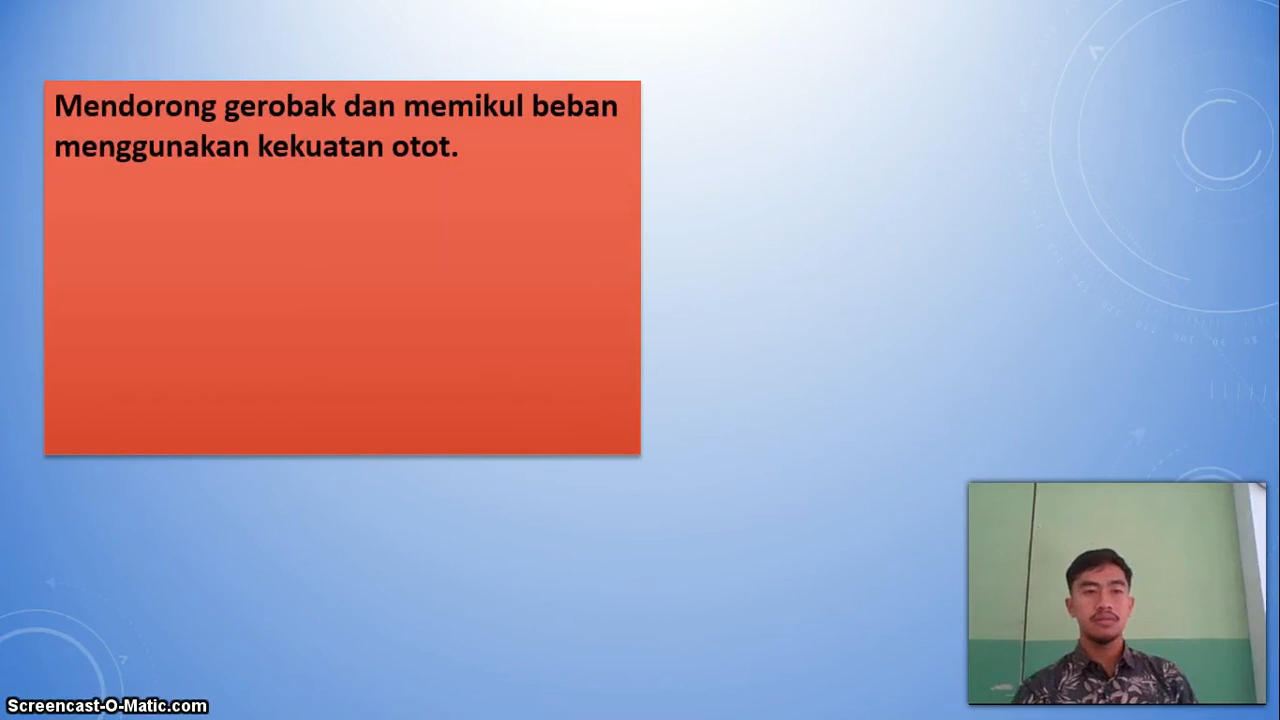 Mendorong gerobak dan memikul beban
menggunakan kekuatan otot.
Screencast-O-Matic.com